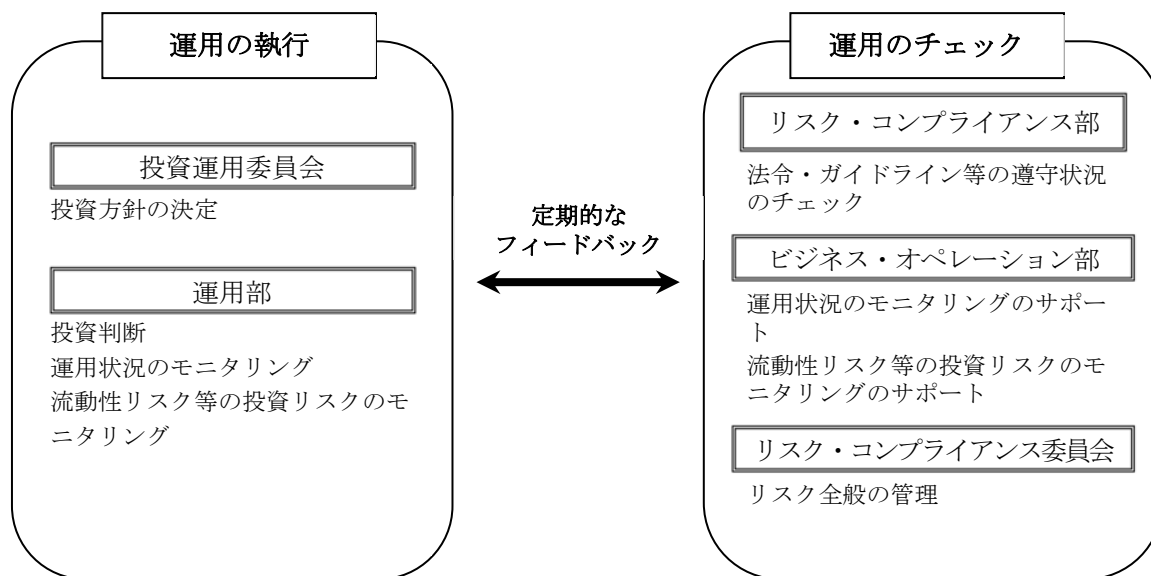 運用の執行
投資運用委員会
投資方針の決定
運用部
投資判断
運用状況のモニタリング
流動性リスク等の投資リスクのモ
ニタリング
定期的な
フィードバック
運用のチェック
リスク・コンプライアンス部
法令・ガイドライン等の遵守状況
のチェック
ビジネス・オペレーション部
運用状況のモニタリングのサポー
ト
流動性リスク等の投資リスクのモ
ニタリングのサポート
リスク・コンプライアンス委員会
リスク全般の管理